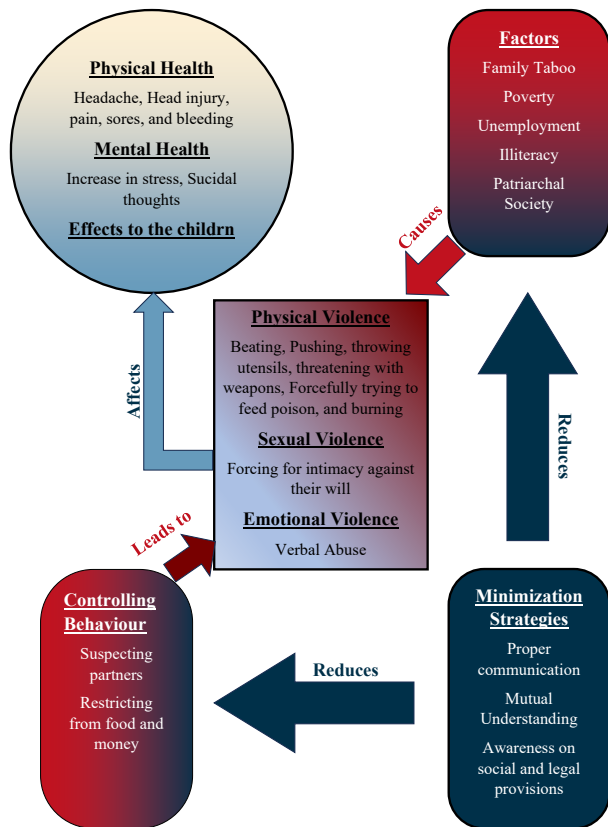 Physical Health
Headache, Head injury,
pain, sores, and bleeding
Mental Health
Increase in stress, Sucidal
thoughts
Effects to the childrn
Factors
Family Taboo
Poverty
Unemployment
Illiteracy
Patriarchal
Society
Causes
Physical Violence
Beating, Pushing, throwing
utensils, threatening with
weapons, Forcefully trying to
feed poison, and burning
Sexual Violence
Forcing for intimacy against
their will
Emotional Violence
Verbal Abuse
Affects
Reduces
Leads to
Controlling
Behaviour
Suspecting
partners
Restricting
from food and
money
Reduces
Minimization
Strategies
Proper
communication
Mutual
Understanding
Awareness on
social and legal
provisions